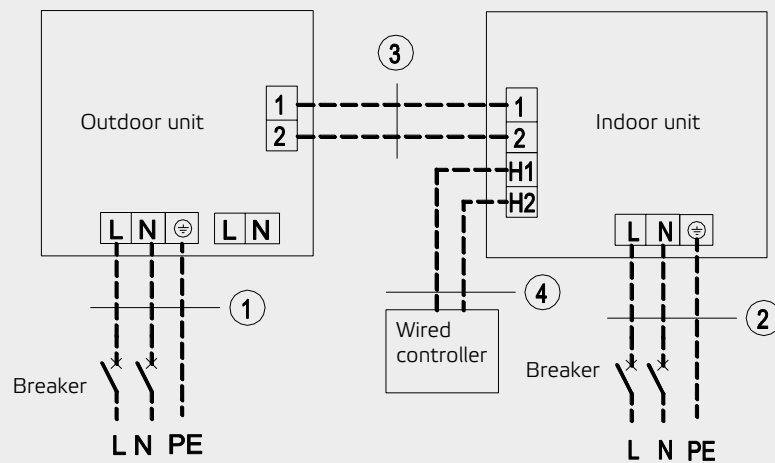 3
1
1
Outdoor unit
Indoor unit
2
2
H1
H2
L N
L N
L N
4
1
2
Wired
controller
Breaker
Breaker
L N PE
L N PE